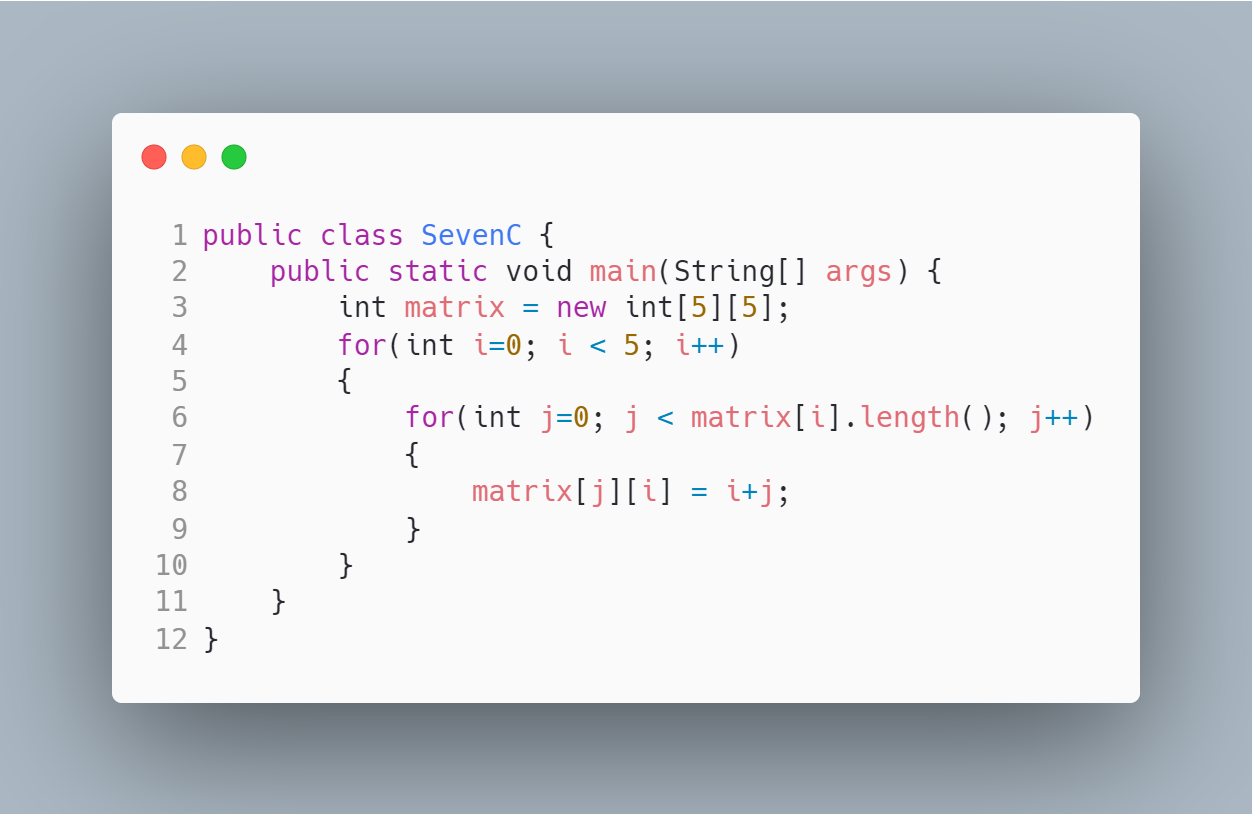 1 public class SevenC {
2     public static void main(String[] args) {
3         int matrix = new int[5][5];
4         for(int i=0; i < 5; i++)
5         {
6             for(int j=0; j < matrix[i].length(); j++)
7             {
8                 matrix[j][i] = i+j;
9             }
10         }
11     }
12 }